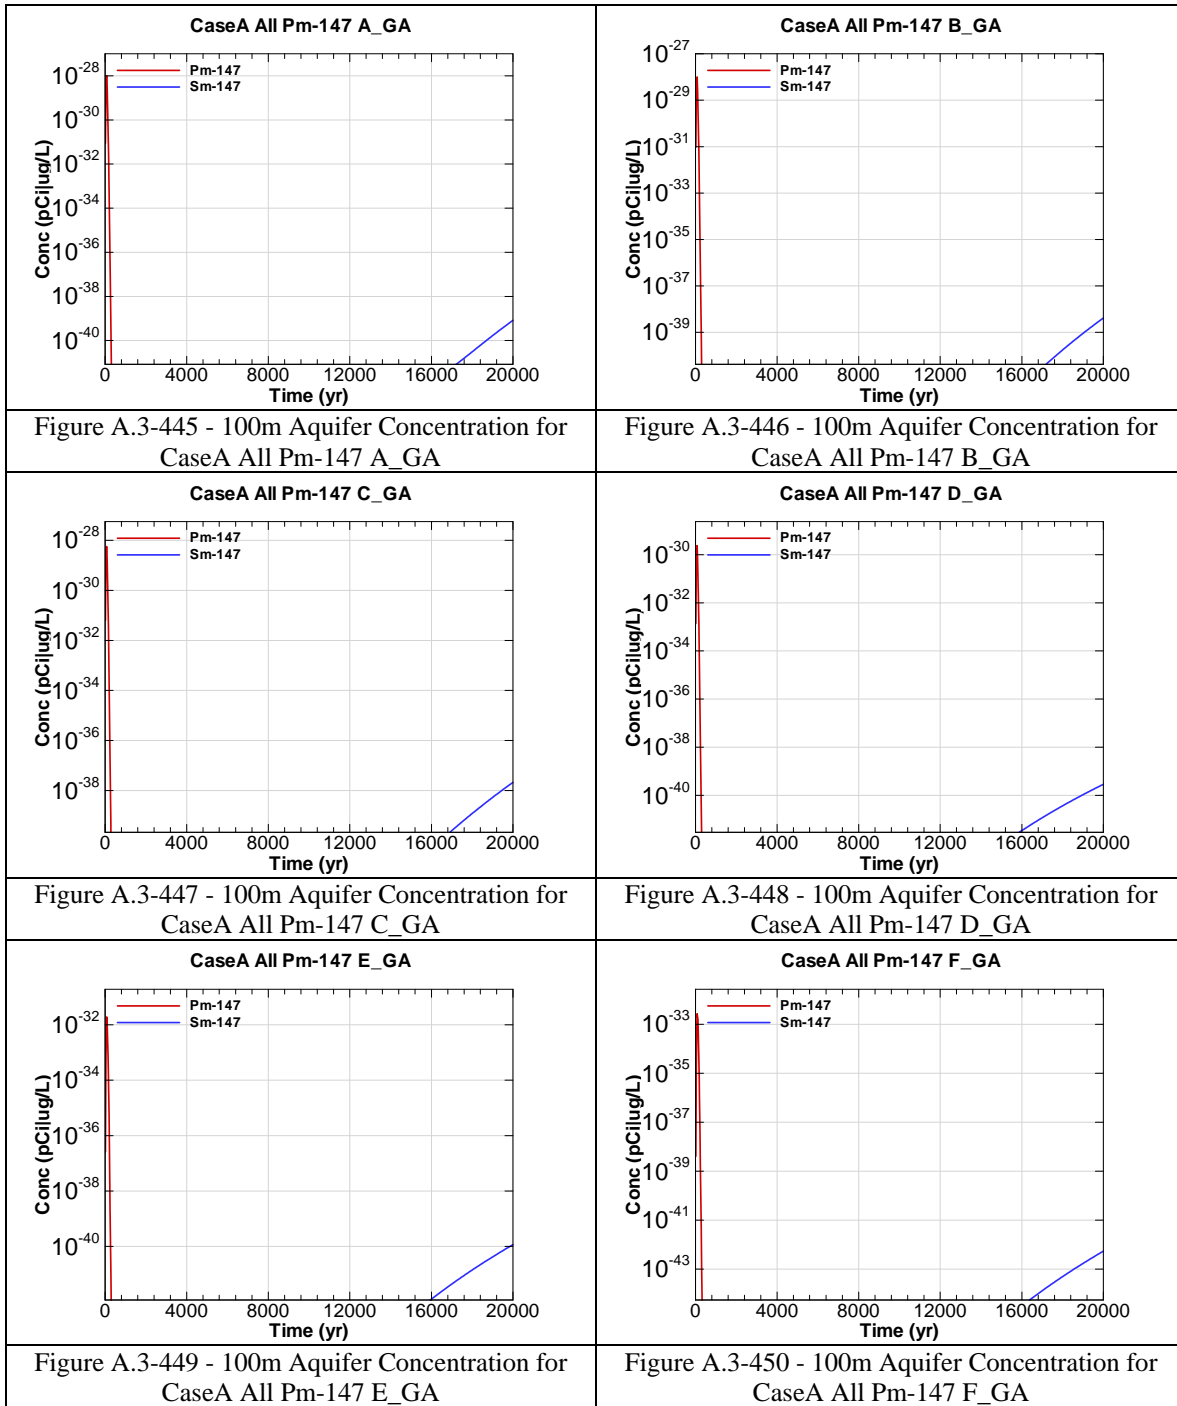 CaseA All Pm-147 A_GA
Pm-147
Sm-147
Conc (pCi|ug/L)
10-28
10-30
10-32
10-34
10-36
10-38
10-40
0 4000 8000 12000 16000 20000
Time (yr)
Figure A.3-445 - 100m Aquifer Concentration for
CaseA All Pm-147 A_GA
CaseA All Pm-147 B_GA
Pm-147
Sm-147
Conc (pCi|ug/L)
10-27
10-29
10-31
10-33
10-35
10-37
10-39
0 4000 8000 12000 16000 20000
Time (yr)
Figure A.3-446 - 100m Aquifer Concentration for
CaseA All Pm-147 B_GA
CaseA All Pm-147 C_GA
Pm-147
Sm-147
Conc (pCi|ug/L)
10-28
10-30
10-32
10-34
10-36
10-38
0 4000 8000 12000 16000 20000
Time (yr)
Figure A.3-447 - 100m Aquifer Concentration for
CaseA All Pm-147 C_GA
CaseA All Pm-147 D_GA
Pm-147
Sm-147
Conc (pCi|ug/L)
10-30
10-32
10-34
10-36
10-38
10-40
0 4000 8000 12000 16000 20000
Time (yr)
Figure A.3-448 - 100m Aquifer Concentration for
CaseA All Pm-147 D_GA
CaseA All Pm-147 E_GA
Pm-147
Sm-147
Conc (pCi|ug/L)
10-32
10-34
10-36
10-38
10-40
0 4000 8000 12000 16000 20000
Time (yr)
Figure A.3-449 - 100m Aquifer Concentration for
CaseA All Pm-147 E_GA
CaseA All Pm-147 F_GA
Pm-147
Sm-147
Conc (pCi|ug/L)
10-33
10-35
10-37
10-39
10-41
10-43
0 4000 8000 12000 16000 20000
Time (yr)
Figure A.3-450 - 100m Aquifer Concentration for
CaseA All Pm-147 F_GA